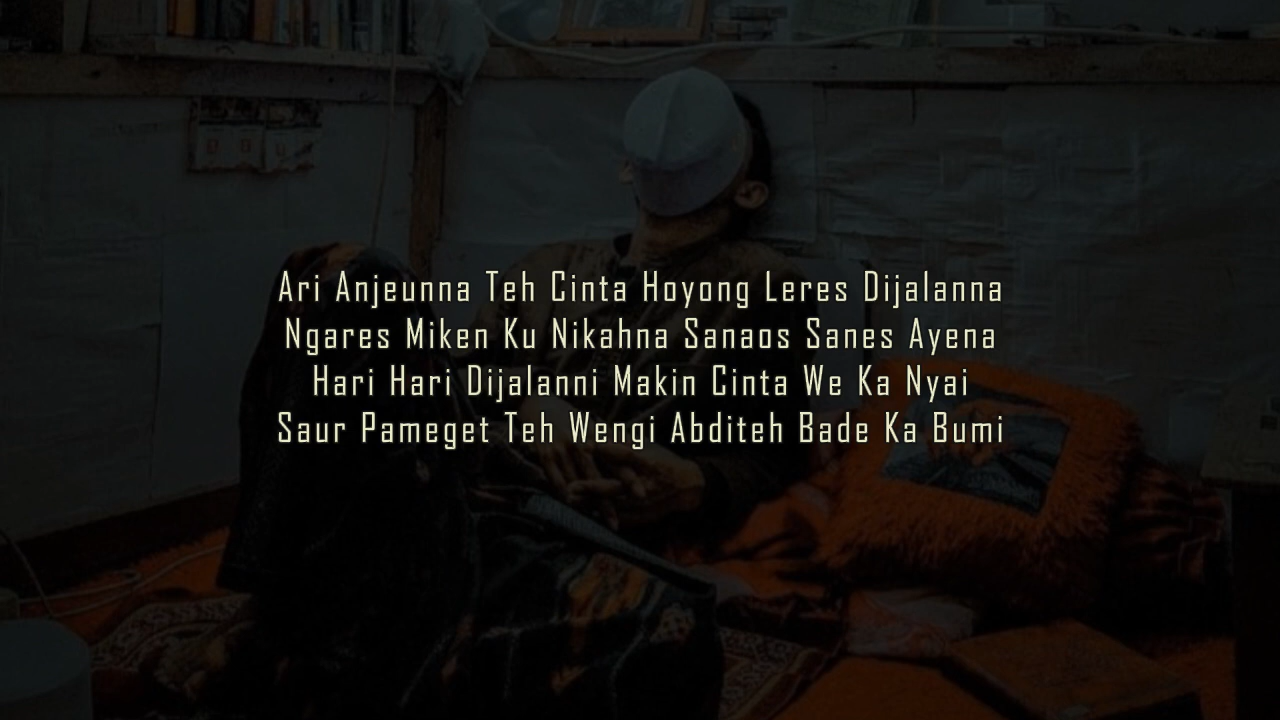 Ari Anjeunna Teh Cinta Hoyong Leres Dijalanna
Ngares Miken Ku Nikahna Sanaos Sanes Ayena
Hari Hari Dijalanni Makin Cinta We Ka Nyai
Saur Pameget Teh Wengi Abditeh Bade Ka Bumi